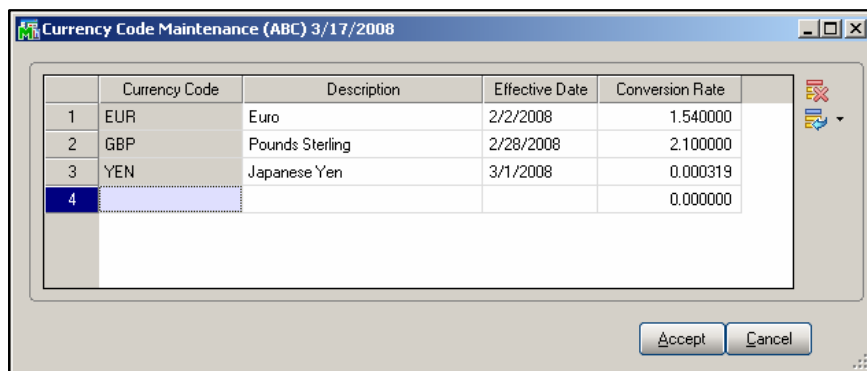 Currency Code Maintenance (ABC) 3/17/2008
Currency Code Description Effective Date Conversion Rate
1 EUR Euro 2/2/2008 1.540000
2 GBP Pounds Sterling 2/28/2008 2.100000
3 YEN Japanese Yen 3/1/2008 0.000319
4 0.000000
Accept Cancel